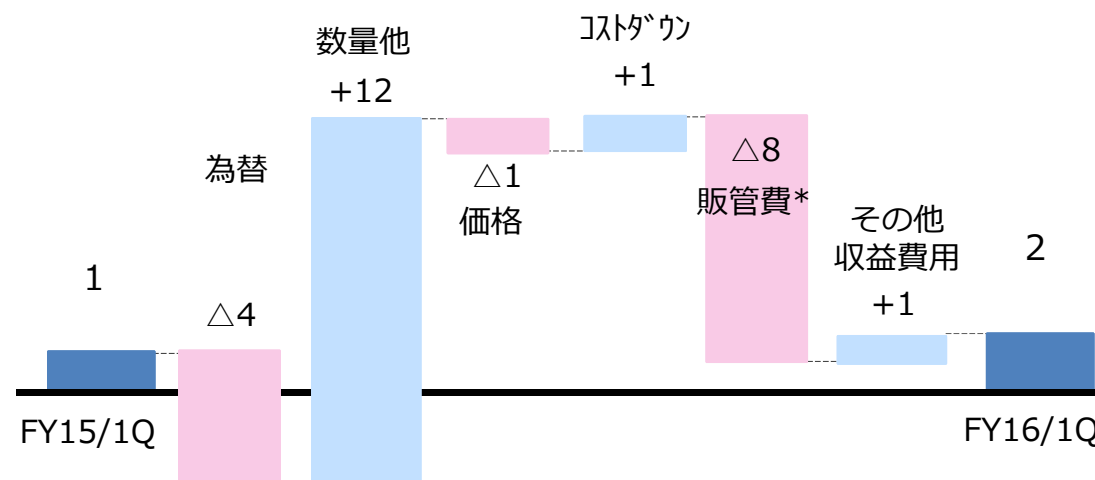 数量他
+12
ｺｽﾄﾀﾞｳﾝ
+1
為替
△4
△1
価格
△8
販管費*
その他
収益費用
+1
1
2
FY15/1Q
FY16/1Q